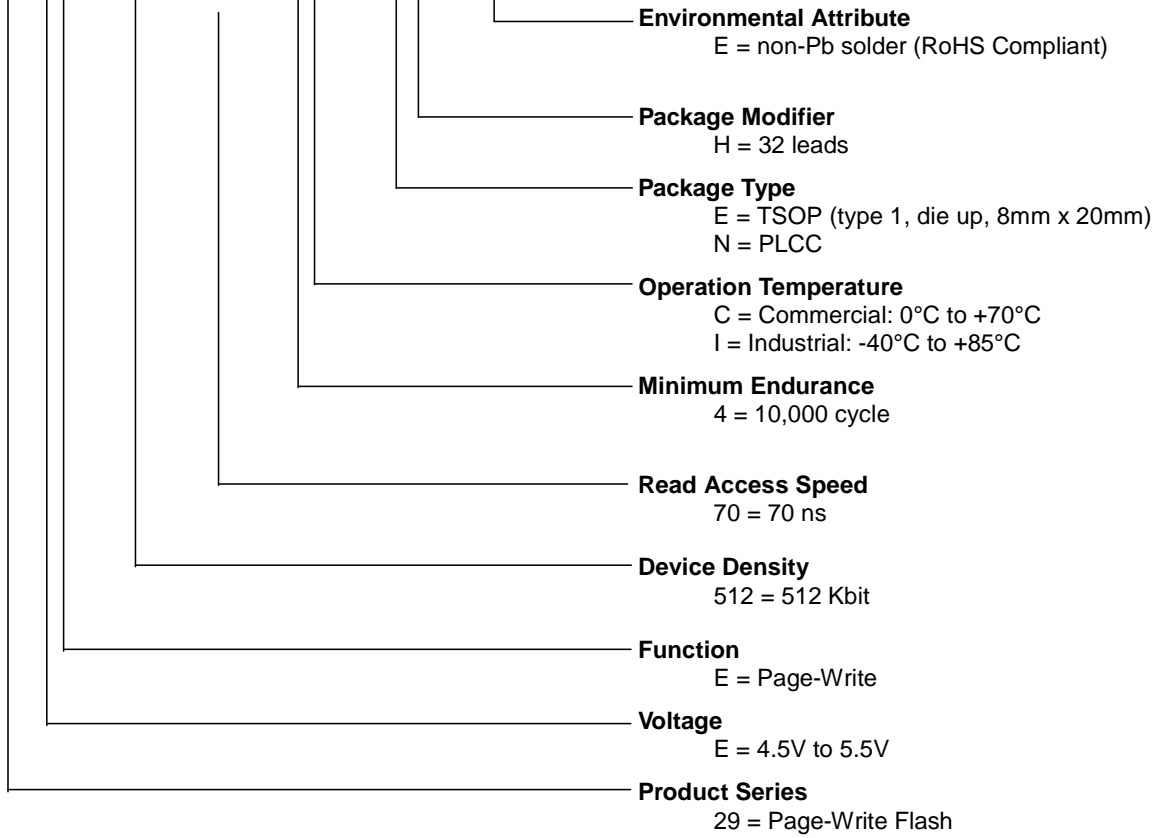 Environmental Attribute
E = non-Pb solder (RoHS Compliant)
Package Modifier
H = 32 leads
Package Type
E = TSOP (type 1, die up, 8mm x 20mm)
N = PLCC
Operation Temperature
C = Commercial: 0°C to +70°C
I = Industrial: -40°C to +85°C
Minimum Endurance
4 = 10,000 cycle
Read Access Speed
70 = 70 ns
Device Density
512 = 512 Kbit
Function
E = Page-Write
Voltage
E = 4.5V to 5.5V
Product Series
29 = Page-Write Flash